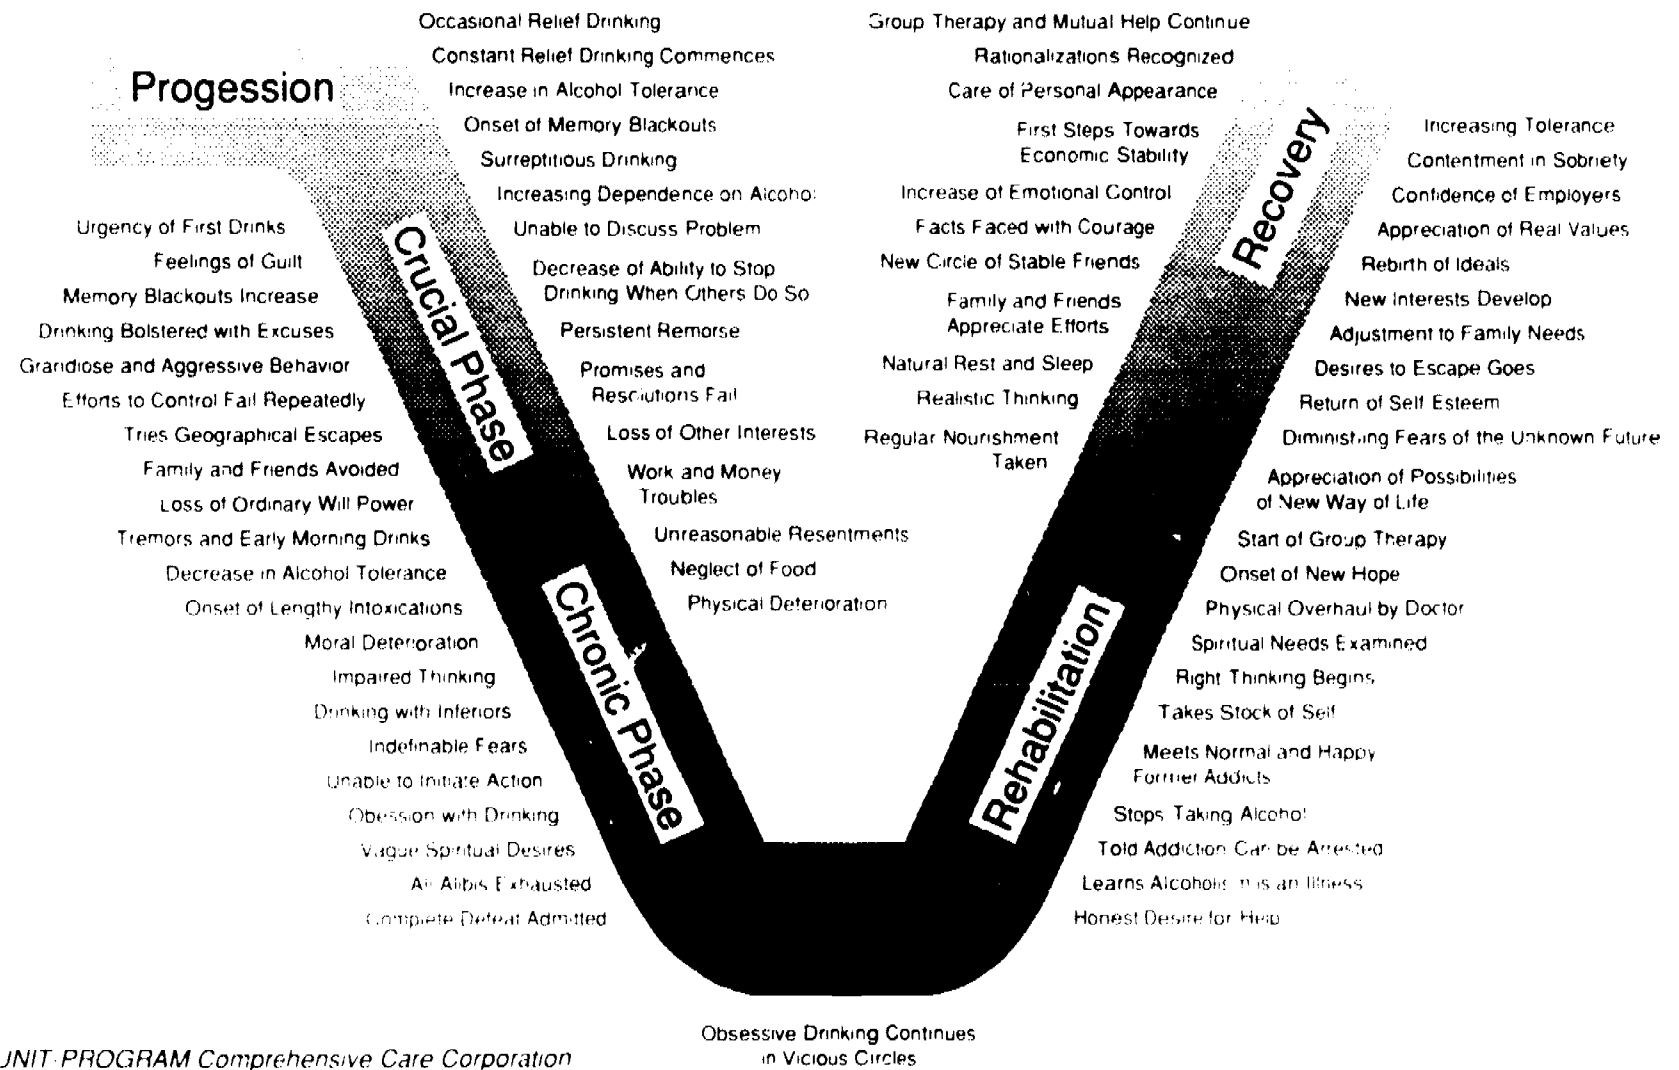 Progession
Occasional Relief Drinking
Constant Relief Drinking Commences
Increase in Alcohol Tolerance
Onset of Memory Blackouts
Surreptitious Drinking
Increasing Dependence on Alcohol
Unable to Discuss Problem
Decrease of Ability to Stop
Drinking When Others Do So
Persistent Remorse
Promises and
Resolutions Fail
Loss of Other Interests
Work and Money
Troubles
Unreasonable Resentments
Neglect of Food
Physical Deterioration
Crucial Phase
Urgency of First Drinks
Feelings of Guilt
Memory Blackouts Increase
Drinking Bolstered with Excuses
Grandiose and Aggressive Behavior
Efforts to Control Fail Repeatedly
Tries Geographical Escapes
Family and Friends Avoided
Loss of Ordinary Will Power
Tremors and Early Morning Drinks
Decrease in Alcohol Tolerance
Onset of Lengthy Intoxications
Moral Deterioration
Impaired Thinking
Drinking with Inferiors
Indefinable Fears
Unable to Initiate Action
Obession with Drinking
Vague Spiritual Desires
All Alibis Exhausted
Complete Defeat Admitted
Chronic Phase
Obsessive Drinking Continues
in Vicious Circles
Group Therapy and Mutual Help Continue
Rationalizations Recognized
Care of Personal Appearance
First Steps Towards
Economic Stability
Increase of Emotional Control
Facts Faced with Courage
New Circle of Stable Friends
Family and Friends
Appreciate Efforts
Natural Rest and Sleep
Realistic Thinking
Regular Nourishment
Taken
Recovery
Rehabilitation
Increasing Tolerance
Contentment in Sobriety
Confidence of Employers
Appreciation of Real Values
Rebirth of Ideals
New Interests Develop
Adjustment to Family Needs
Desires to Escape Goes
Return of Self Esteem
Diminishing Fears of the Unknown Future
Appreciation of Possibilities
of New Way of Life
Start of Group Therapy
Onset of New Hope
Physical Overhaul by Doctor
Spiritual Needs Examined
Right Thinking Begins
Takes Stock of Self
Meets Normal and Happy
Former Addicts
Stops Taking Alcohol
Told Addiction Can be Arrested
Learns Alcoholism is an Illness
Honest Desire for Help
UNIT PROGRAM Comprehensive Care Corporation